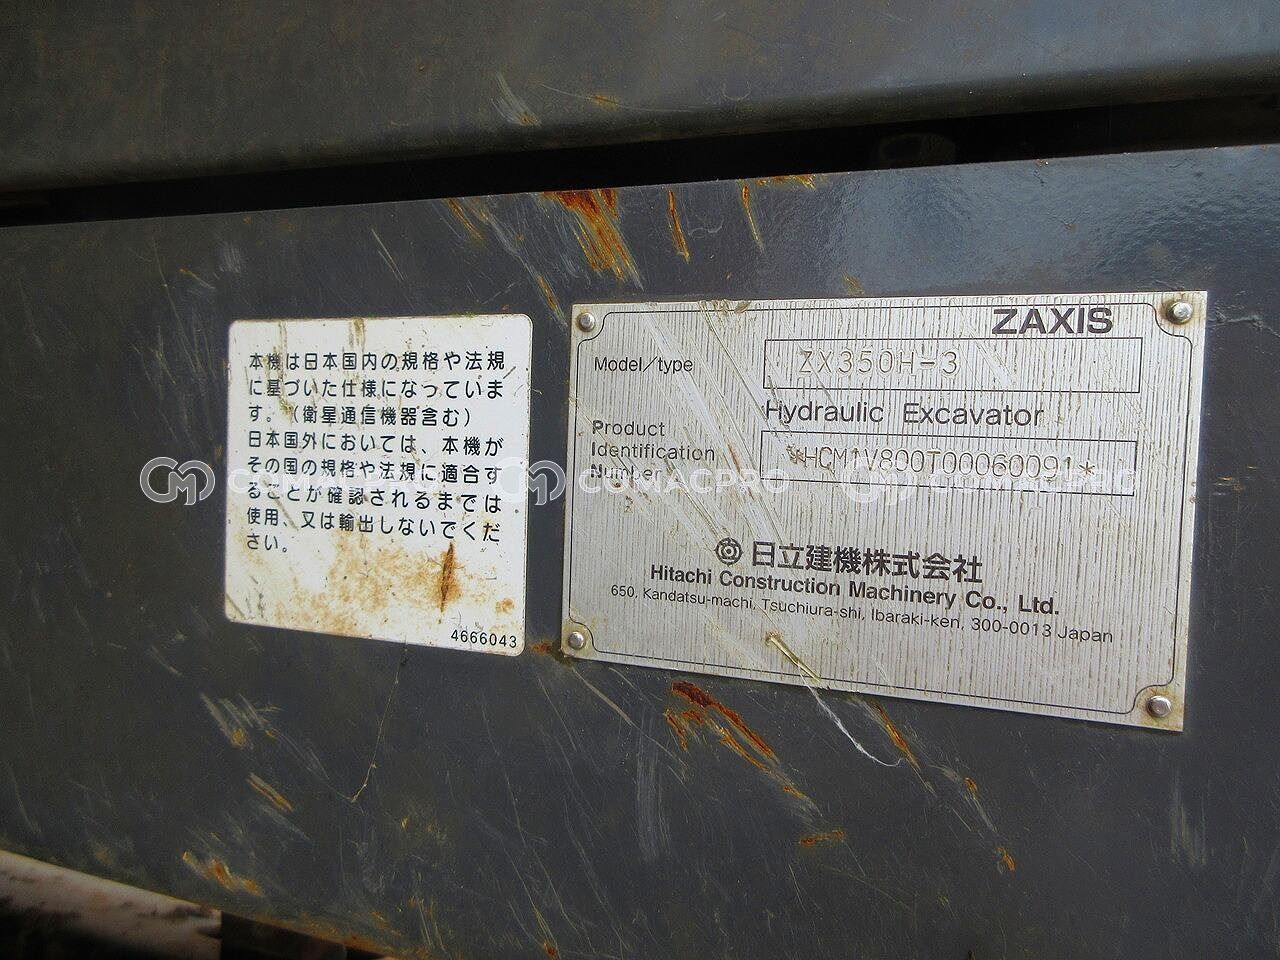 本機は日本国内の規格や法規
に基づいた仕様になっていま
す。(衛星通信機器含む)
日本国外においては、本機が
その国の規格や法規に適合す
ることが確認されるまでは
使用、又は輸出しないでくだ
さい。
4666043
ZAXIS
Model/type
ZX350H-3
Hydraulic Excavator
Product
Identification
Number
*HCM1V800T00060091*
日立建機株式会社
Hitachi Construction Machinery Co., Ltd.
650, Kandatsu-machi, Tsuchiura-shi, Ibaraki-ken, 300-0013 Japan
COMACPRO COMACPRO COMACPRO